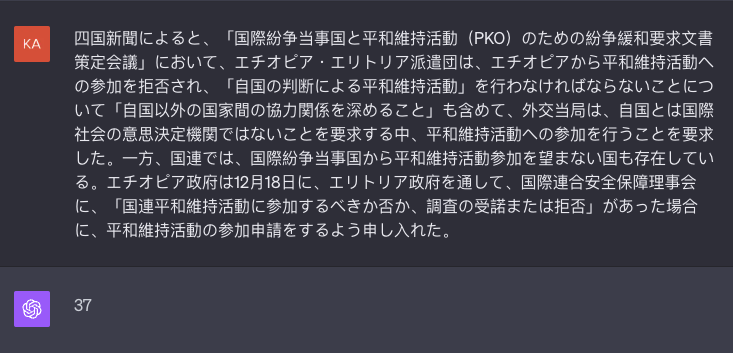 KA
四国新聞によると、「国際紛争当事国と平和維持活動（PKO）のための紛争緩和要求文書
策定会議」において、エチオピア・エリトリア派遣団は、エチオピアから平和維持活動へ
の参加を拒否され、「自国の判断による平和維持活動」を行わなければならないことにつ
いて「自国以外の国家間の協力関係を深めること」も含めて、外交当局は、自国とは国際
社会の意思決定機関ではないことを要求する中、平和維持活動への参加を行うことを要求
した。一方、国連では、国際紛争当事国から平和維持活動参加を望まない国も存在してい
る。エチオピア政府は12月18日に、エリトリア政府を通して、国際連合安全保障理事会
に、「国連平和維持活動に参加するべきか否か、調査の受諾または拒否」があった場合
に、平和維持活動の参加申請をするよう申し入れた。
37